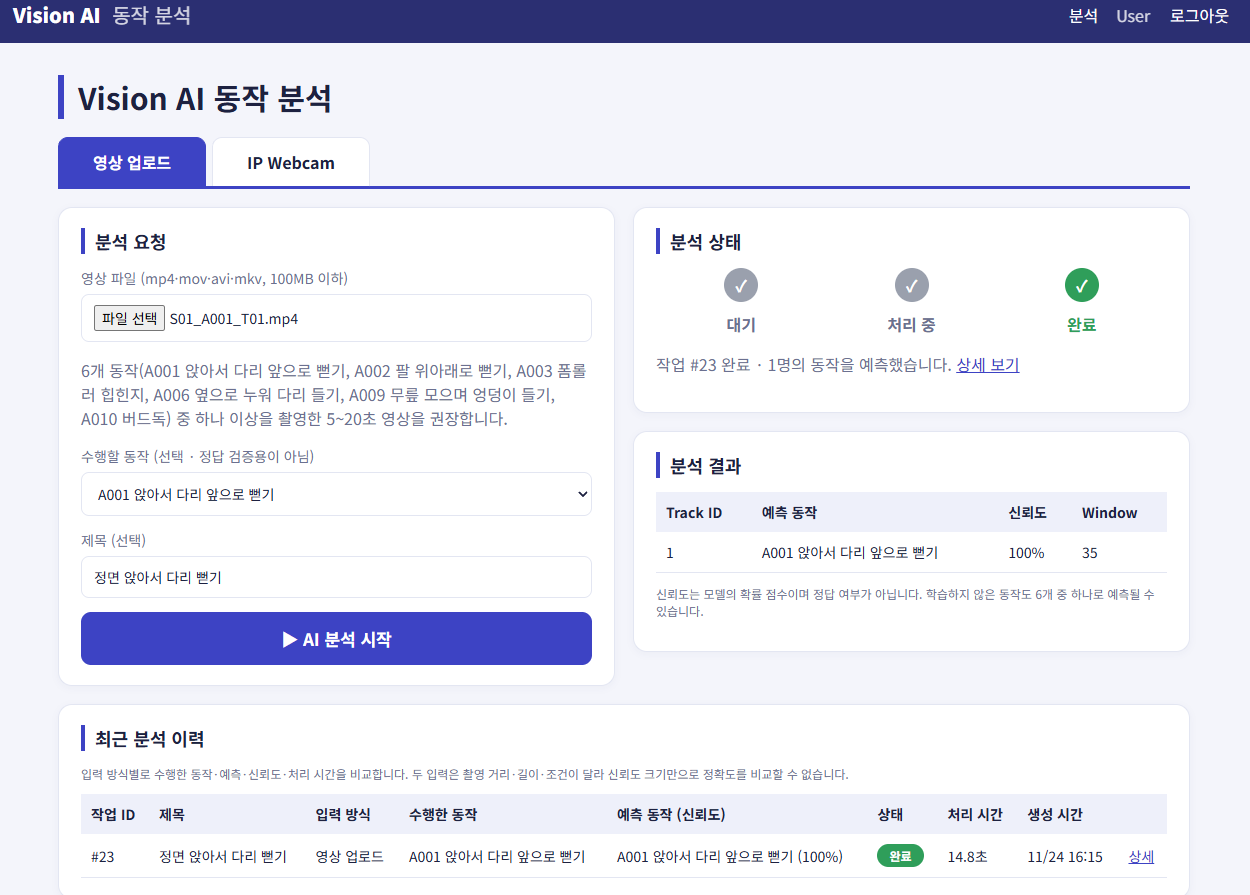 Vision AI 동작 분석
분석 User 로그아웃
Vision AI 동작 분석
영상 업로드
IP Webcam
분석 요청
영상 파일 (mp4·mov·avi·mkv, 100MB 이하)
파일 선택 S01_A001_T01.mp4
6개 동작(A001 앉아서 다리 앞으로 뻗기, A002 팔 위아래로 뻗기, A003 폼롤
러 힙힌지, A006 옆으로 누워 다리 들기, A009 무릎 모으며 엉덩이 들기,
A010 버드독) 중 하나 이상을 촬영한 5~20초 영상을 권장합니다.
수행할 동작 (선택 · 정답 검증용이 아님)
A001 앉아서 다리 앞으로 뻗기
제목 (선택)
정면 앉아서 다리 뻗기
▶ AI 분석 시작
분석 상태
✓ ✓ ✓
대기 처리 중 완료
작업 #23 완료 · 1명의 동작을 예측했습니다. 상세 보기
분석 결과
Track ID 예측 동작 신뢰도 Window
1 A001 앉아서 다리 앞으로 뻗기 100% 35
신뢰도는 모델의 확률 점수이며 정답 여부가 아닙니다. 학습하지 않은 동작도 6개 중 하나로 예측될 수
있습니다.
최근 분석 이력
입력 방식별로 수행한 동작·예측·신뢰도·처리 시간을 비교합니다. 두 입력은 촬영 거리·길이·조건이 달라 신뢰도 크기만으로 정확도를 비교할 수 없습니다.
작업 ID 제목 입력 방식 수행한 동작 예측 동작 (신뢰도) 상태 처리 시간 생성 시간
#23 정면 앉아서 다리 뻗기 영상 업로드 A001 앉아서 다리 앞으로 뻗기 A001 앉아서 다리 앞으로 뻗기 (100%) 완료 14.8초 11/24 16:15 상세